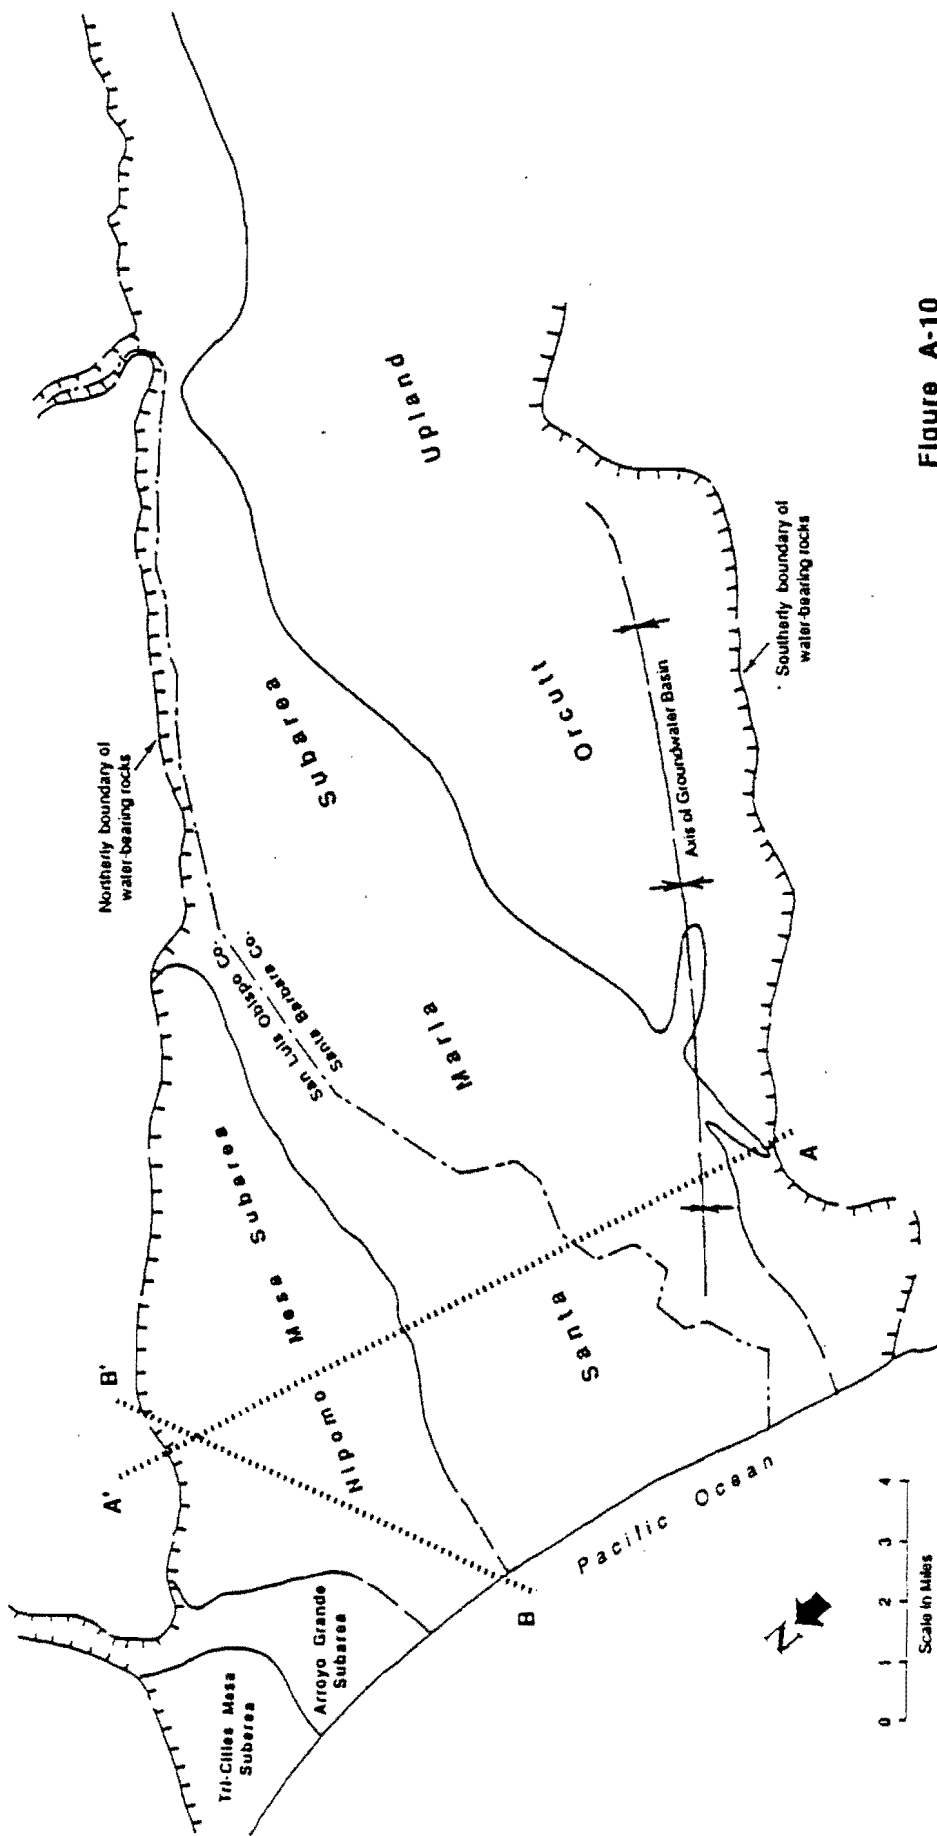 Tri-Cities Mesa
Subarea
Arroyo Grande
Subarea
A'
B'
Nipomo Mesa Subarea
Northerly boundary of
water-bearing rocks
San Luis Obispo Co.
Santa Barbara Co.
Santa Maria Subarea
Orcutt Upland
Axis of Groundwater Basin
Southerly boundary of
water-bearing rocks
A
B
Pacific Ocean
N
0 1 2 3 4
Scale in Miles
Figure A-10